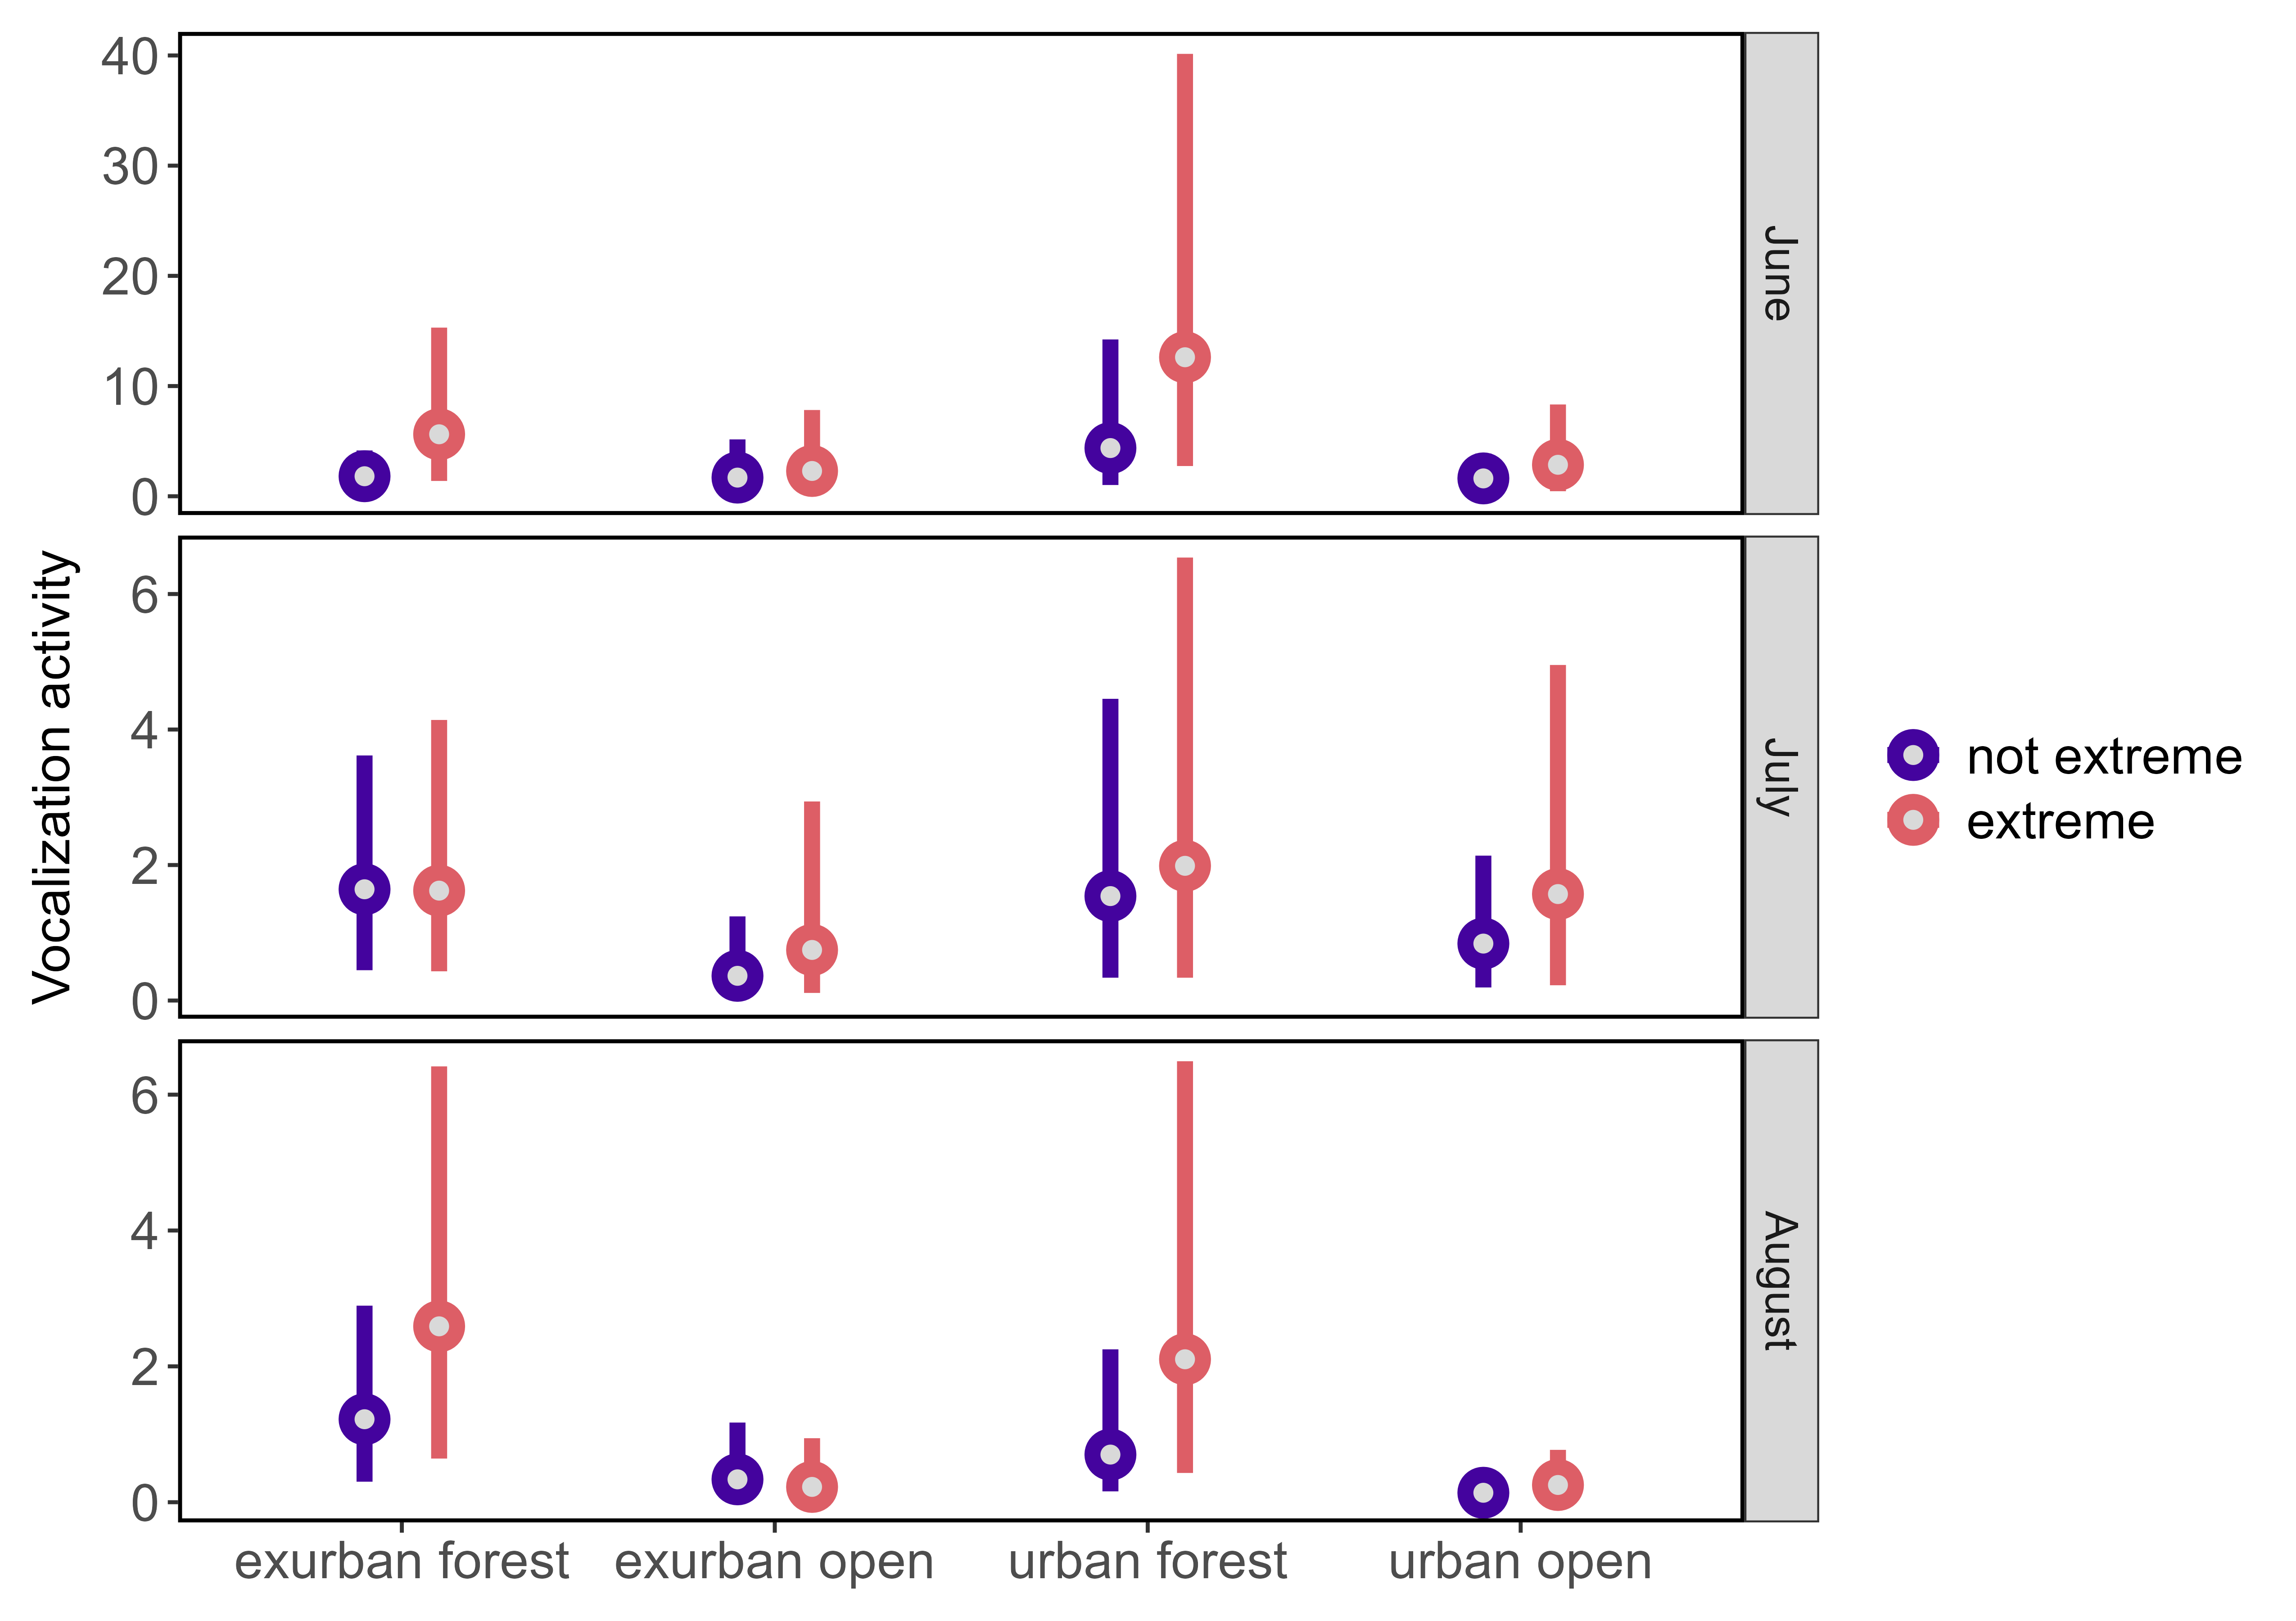 40
30
20
10
0
June
Vocalization activity
6
4
2
0
July
not extreme
extreme
6
4
2
0
August
exurban forest
exurban open
urban forest
urban open